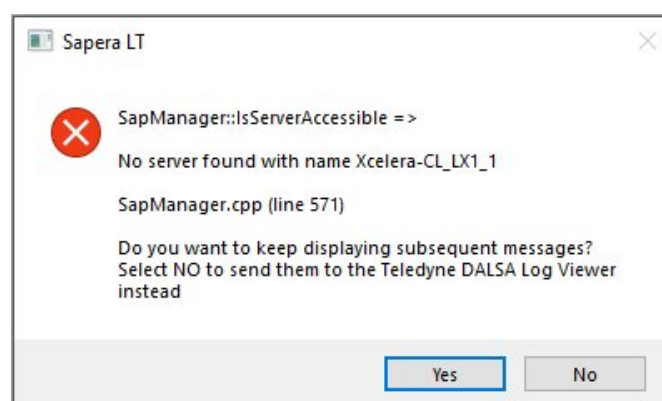 Sapera LT
SapManager::IsServerAccessible =>
No server found with name Xcelera-CL_LX1_1
SapManager.cpp (line 571)
Do you want to keep displaying subsequent messages?
Select NO to send them to the Teledyne DALSA Log Viewer
instead
Yes
No